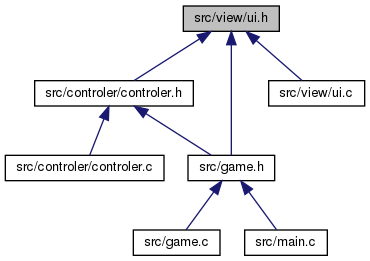 src/view/ui.h
src/controler/controler.h
src/view/ui.c
src/controler/controler.c
src/game.h
src/game.c
src/main.c